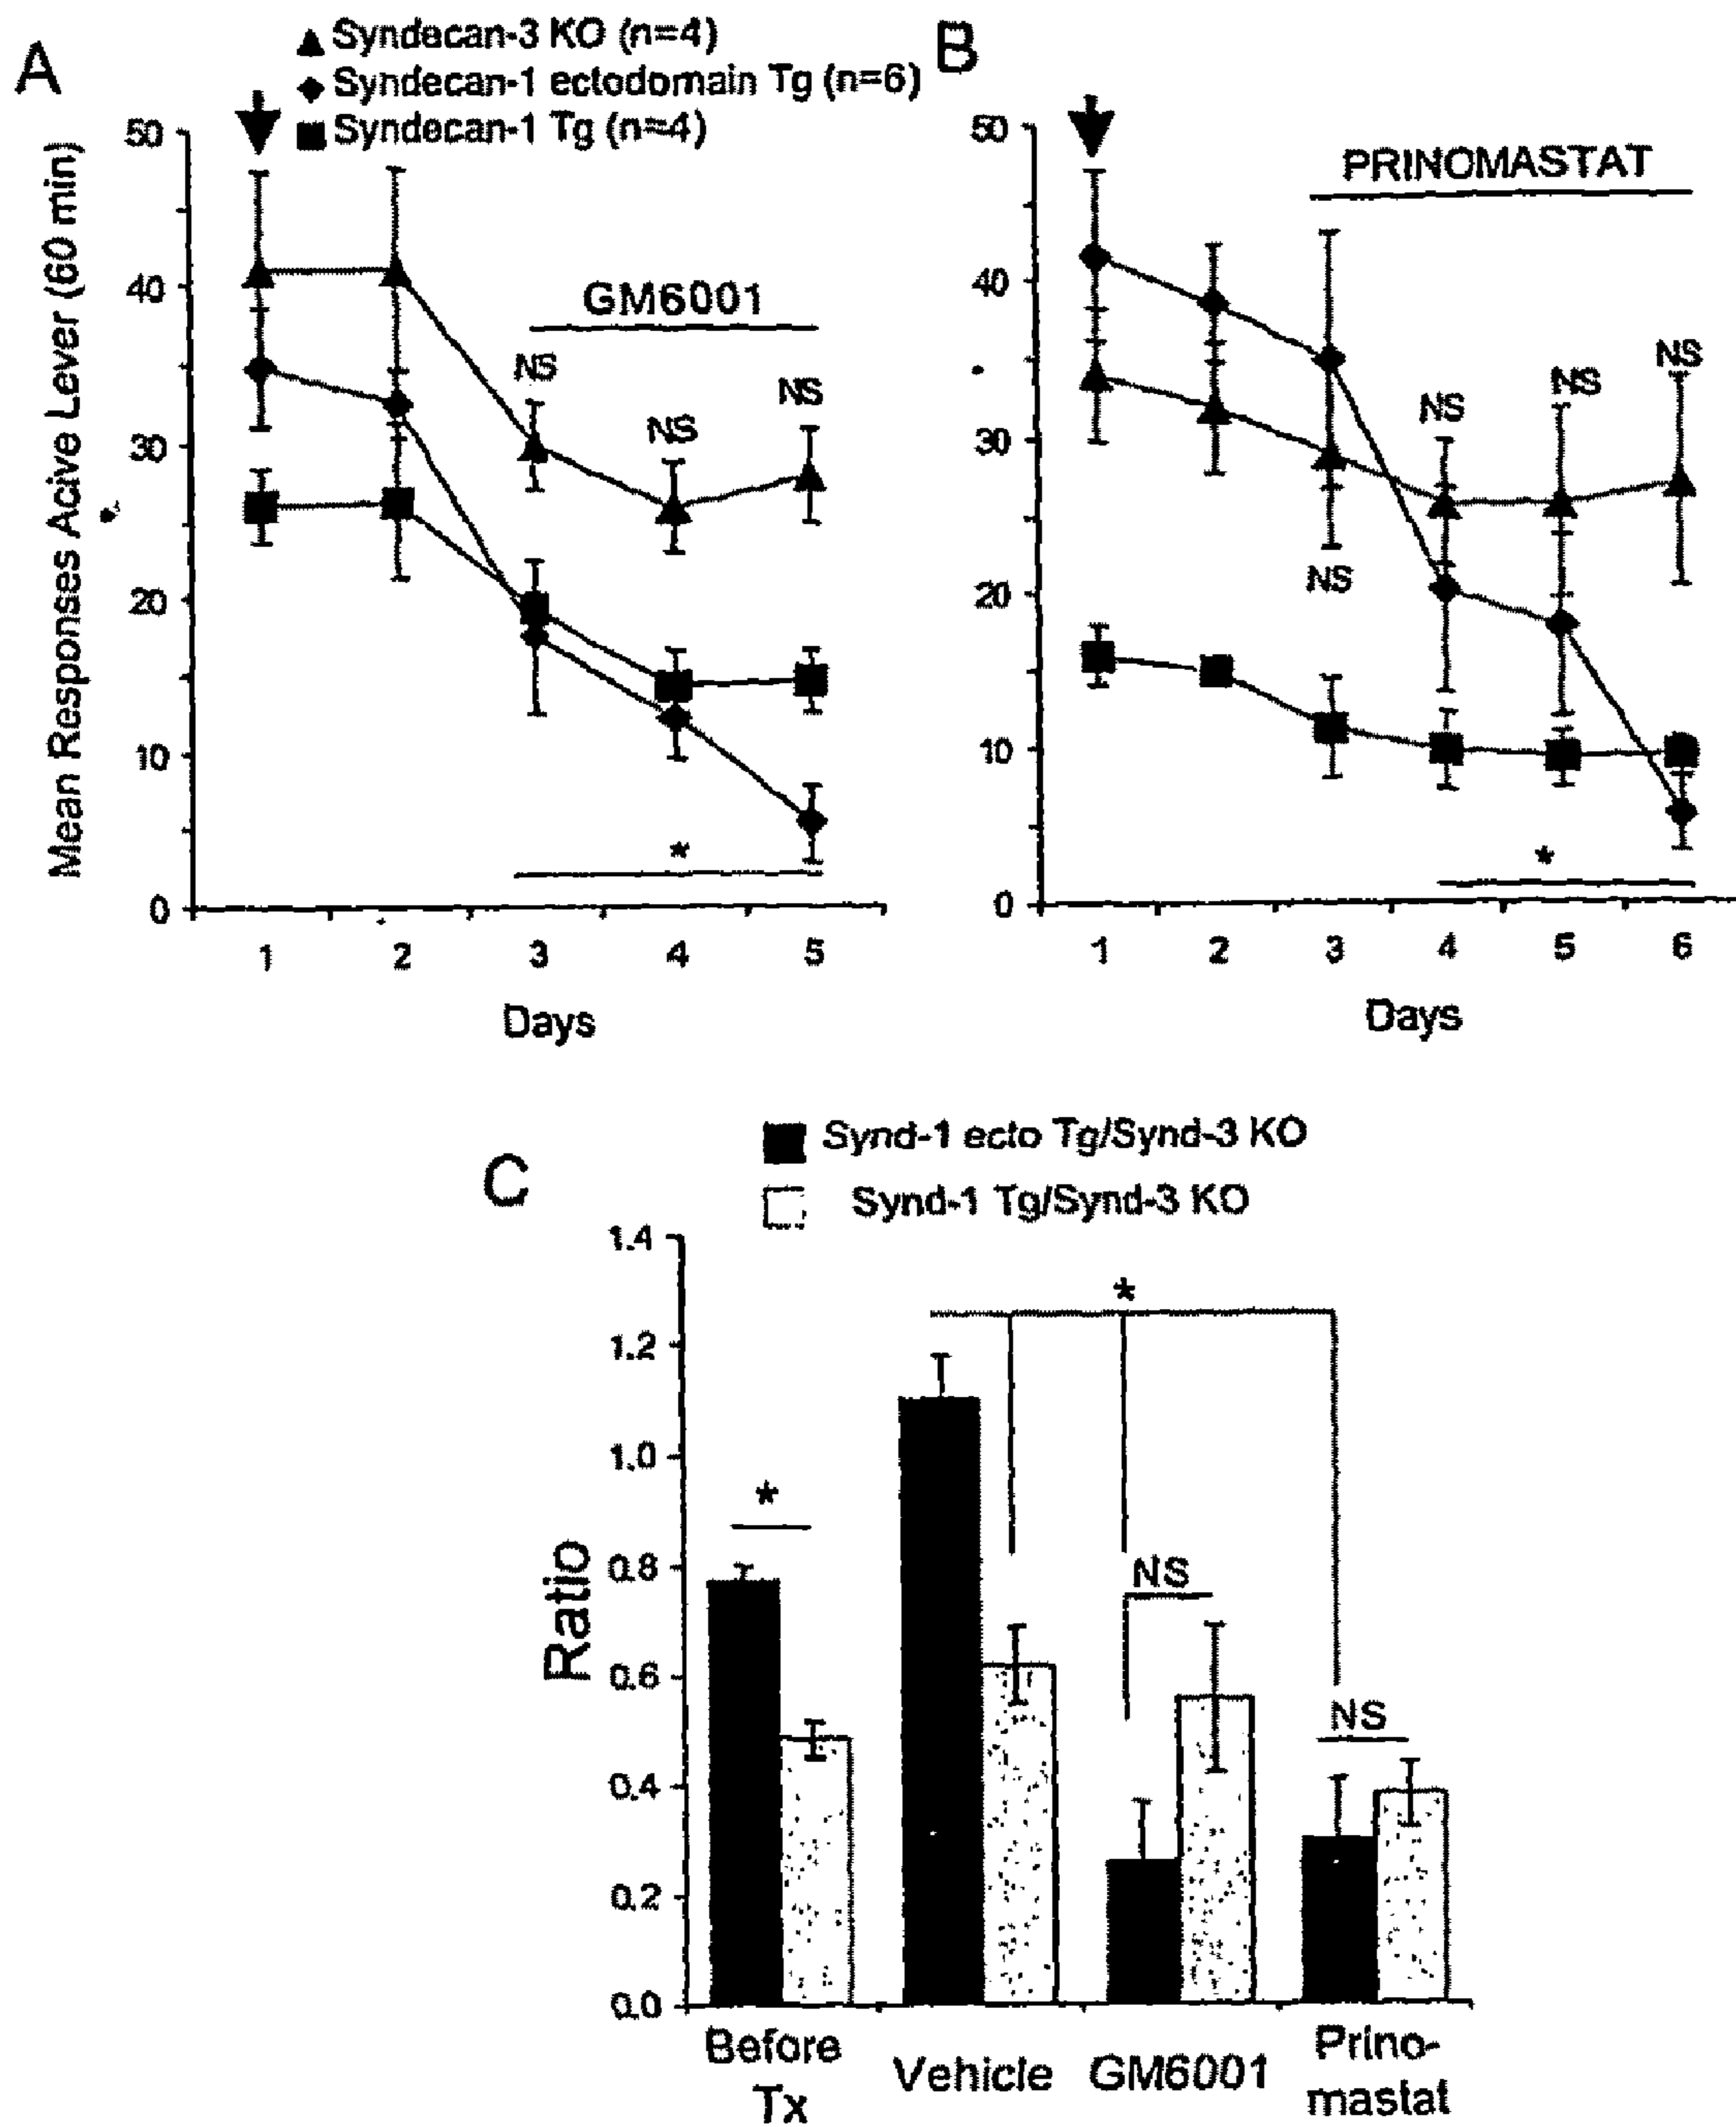 A
Syndecan-3 KO (n=4)
Syndecan-1 ectodomain Tg (n=6)
Syndecan-1 Tg (n=4)
Mean Responses Acive Lever (60 min)
50
40
30
20
10
0
GM6001
NS
NS
NS
*
1 2 3 4 5
Days
B
50
40
30
20
10
0
PRINOMASTAT
NS
NS
NS
NS
*
1 2 3 4 5 6
Days
C
Synd-1 ecto Tg/Synd-3 KO
Synd-1 Tg/Synd-3 KO
Ratio
1.4
1.2
1.0
0.8
0.6
0.4
0.2
0.0
*
*
NS
NS
Before
Tx
Vehicle
GM6001
Prino-
mastat